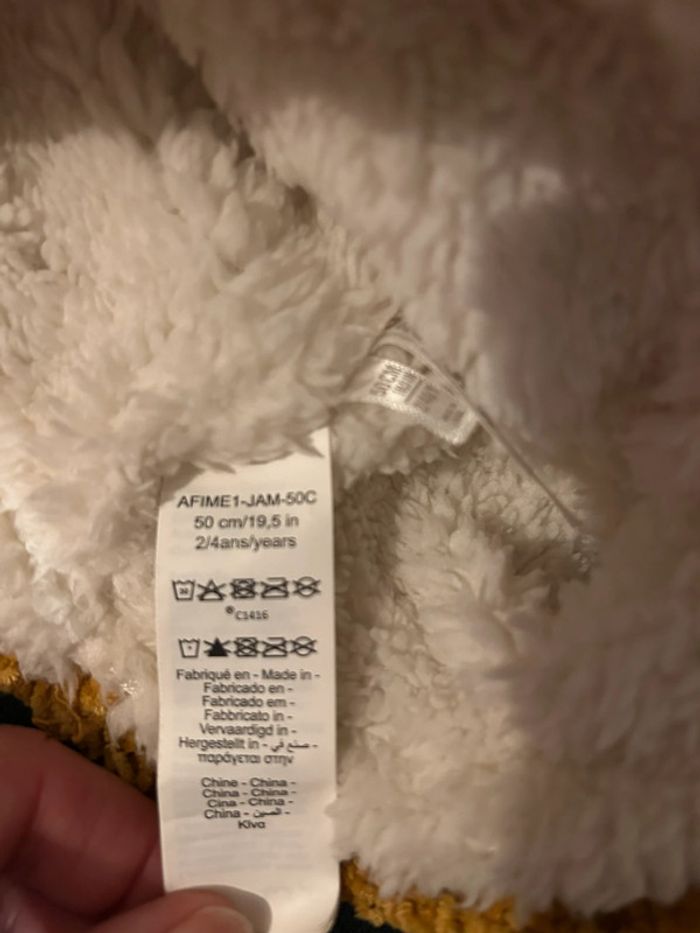 AFIME1-JAM-50C
50 cm/19,5 in
2/4ans/years
C1416
Fabriqué en - Made in -
Fabricado en -
Fabricado em -
Fabbricato in -
Vervaardigd in -
Hergestellt in - صنع في -
παράγεται στην
Chine - China -
China - China -
Cina - China -
China - الصين -
Kίνα